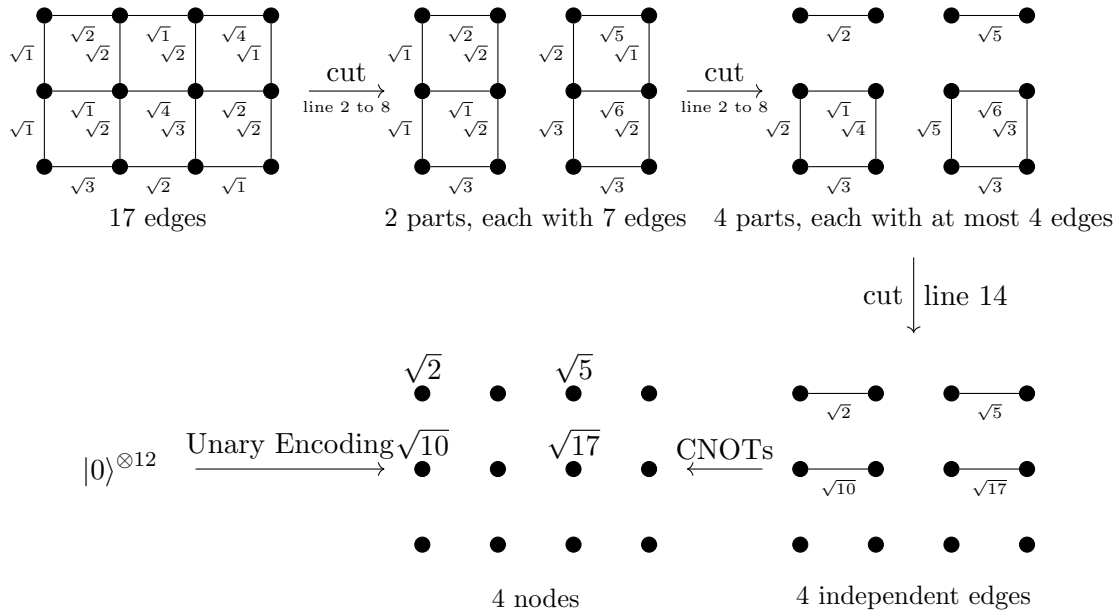 √2 √1 √4
√1 √2 √2 √1
√1 √4 √2
√1 √2 √3 √2
√3 √2 √1
17 edges
cut
line 2 to 8
√2 √5
√1 √2 √2 √1
√1 √6
√1 √2 √3 √2
√3 √3
2 parts, each with 7 edges
cut
line 2 to 8
√2 √5
√1 √6
√2 √4 √5 √3
√3 √3
4 parts, each with at most 4 edges
cut line 14
√2 √5
√10 √17
4 independent edges
CNOTs
√2 √5
√10 √17
4 nodes
Unary Encoding
|0⟩⊗12